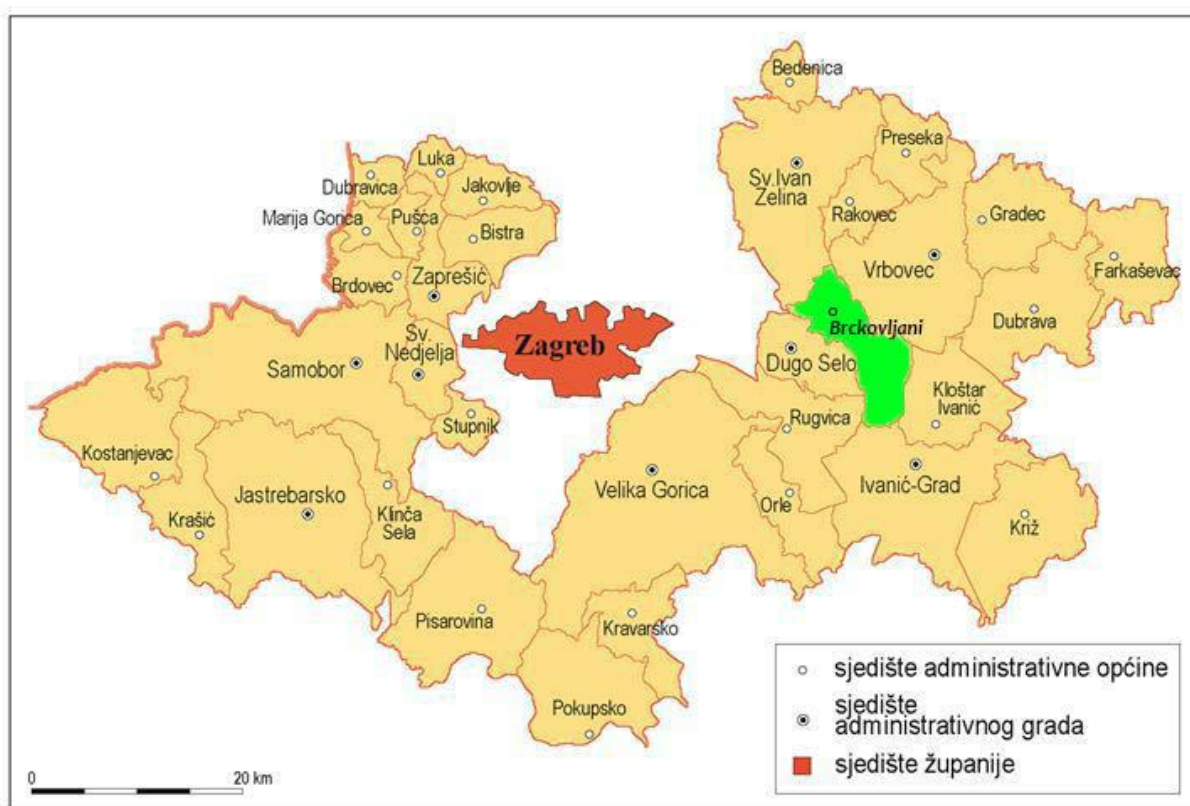 Bedenica
Preseka
Luka
Dubravica
Jakovlje
Sv.Ivan
Zelina
Marija Gorica
Pušća
Rakovec
Gradec
Bistra
Brdovec
Zaprešić
Vrbovec
Farkaševac
Brckovljani
Dubrava
Sv.
Nedjelja
Zagreb
Samobor
Dugo Selo
Kloštar
Ivanić
Stupnik
Rugvica
Kostanjevac
Jastrebarsko
Velika Gorica
Ivanić-Grad
Orle
Krašić
Klinča
Sela
Križ
Pisarovina
Kravarsko
Pokupsko
sjedište administrativne općine
sjedište
administrativnog grada
sjedište županije
0 20 km